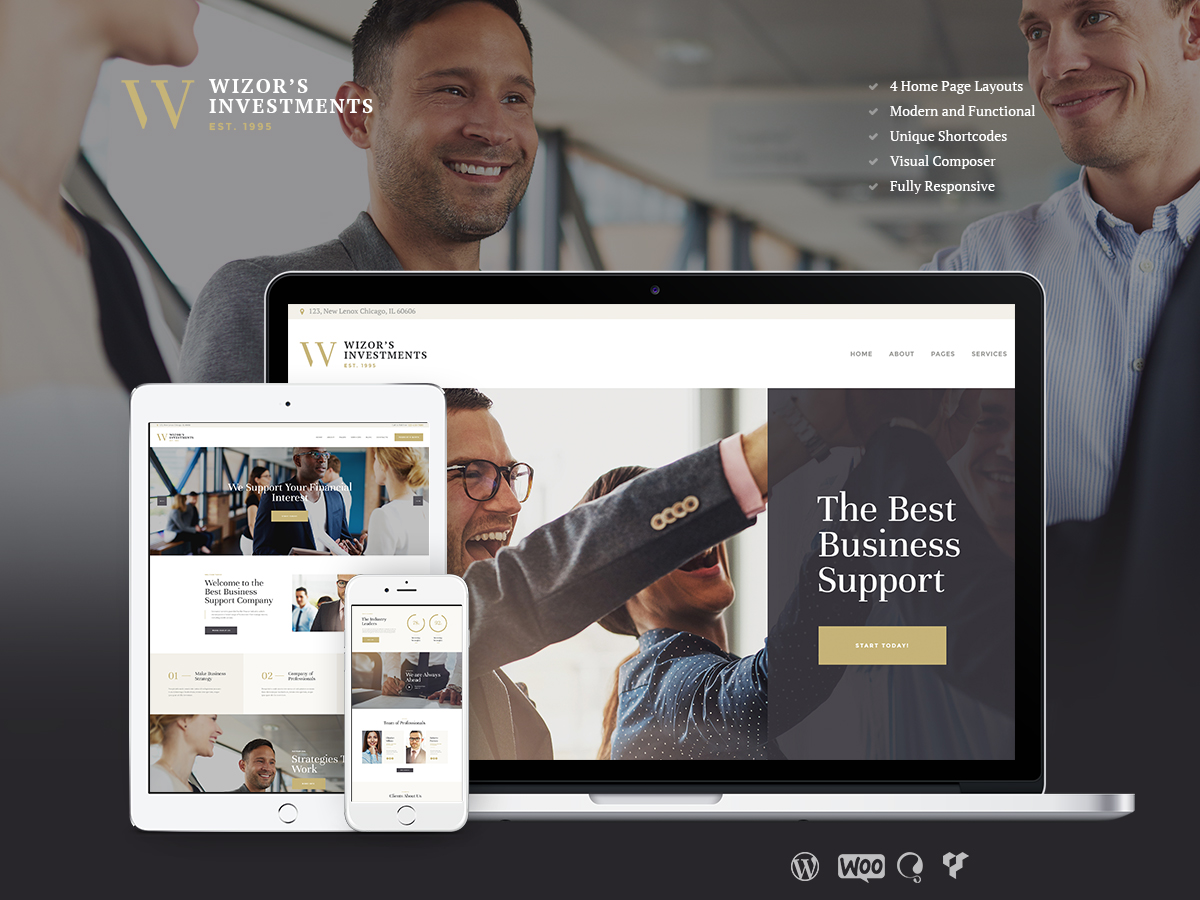 WIZOR'S
INVESTMENTS
EST. 1995
4 Home Page Layouts
Modern and Functional
Unique Shortcodes
Visual Composer
Fully Responsive
123, New Lenox Chicago, IL 60606
WIZOR'S
INVESTMENTS
EST. 1995
HOME ABOUT PAGES SERVICES
The Best
Business
Support
START TODAY!
WIZOR'S
INVESTMENTS
We Support Your Financial
Interest
Welcome to the
Best Business
Support Company
01 Make Business
Strategy
02 Company of
Professionals
Strategies T
Work
The Industry
Leaders
We are Always
Ahead
Team of Professionals
Clients About Us
WOO